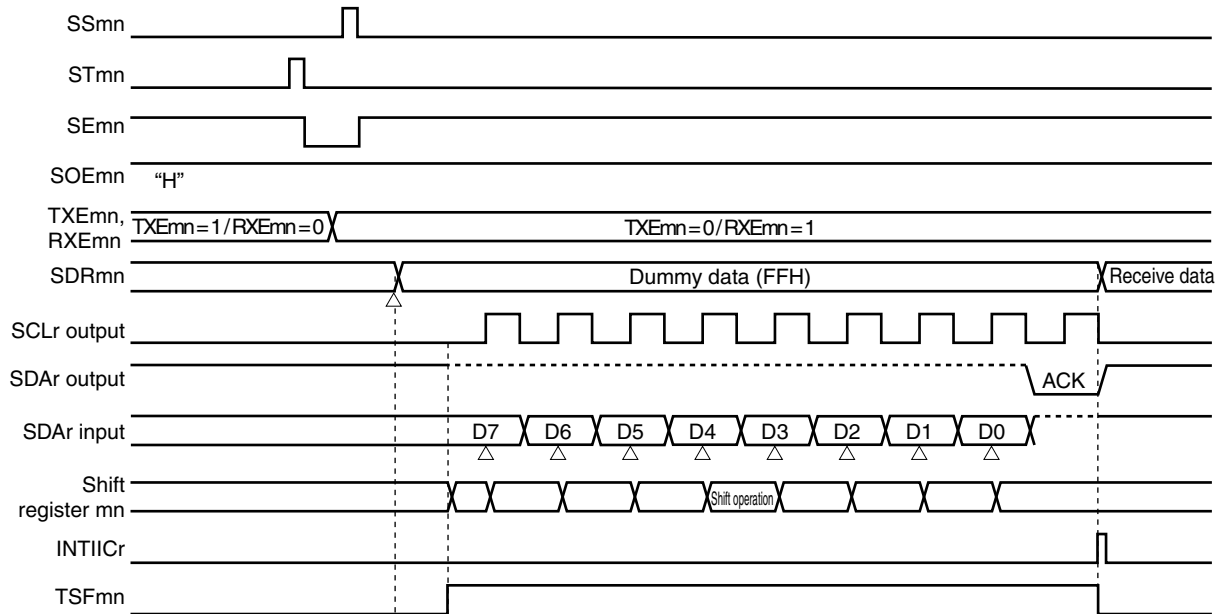 SSmn
STmn
SEmn
SOEmn "H"
TXEmn,
RXEmn
TXEmn=1/RXEmn=0 TXEmn=0/RXEmn=1
SDRmn Dummy data (FFH) Receive data
SCLr output
SDAr output ACK
SDAr input D7 D6 D5 D4 D3 D2 D1 D0
Shift
register mn
Shift operation
INTIICr
TSFmn